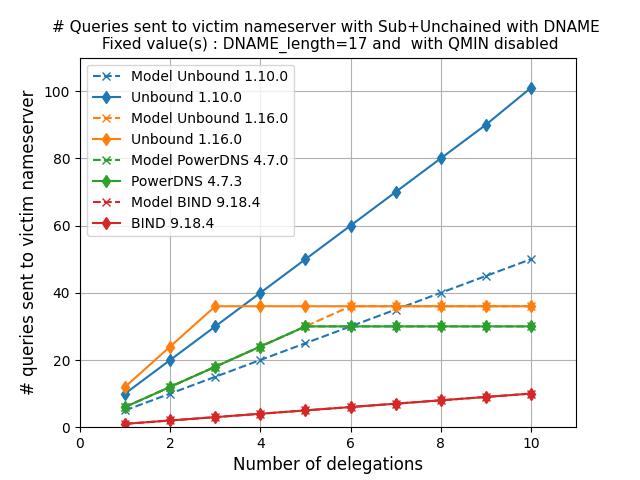 # Queries sent to victim nameserver with Sub+Unchained with DNAME
Fixed value(s) : DNAME_length=17 and  with QMIN disabled
# queries sent to victim nameserver
100
80
60
40
20
0
Model Unbound 1.10.0
Unbound 1.10.0
Model Unbound 1.16.0
Unbound 1.16.0
Model PowerDNS 4.7.0
PowerDNS 4.7.3
Model BIND 9.18.4
BIND 9.18.4
0 2 4 6 8 10
Number of delegations